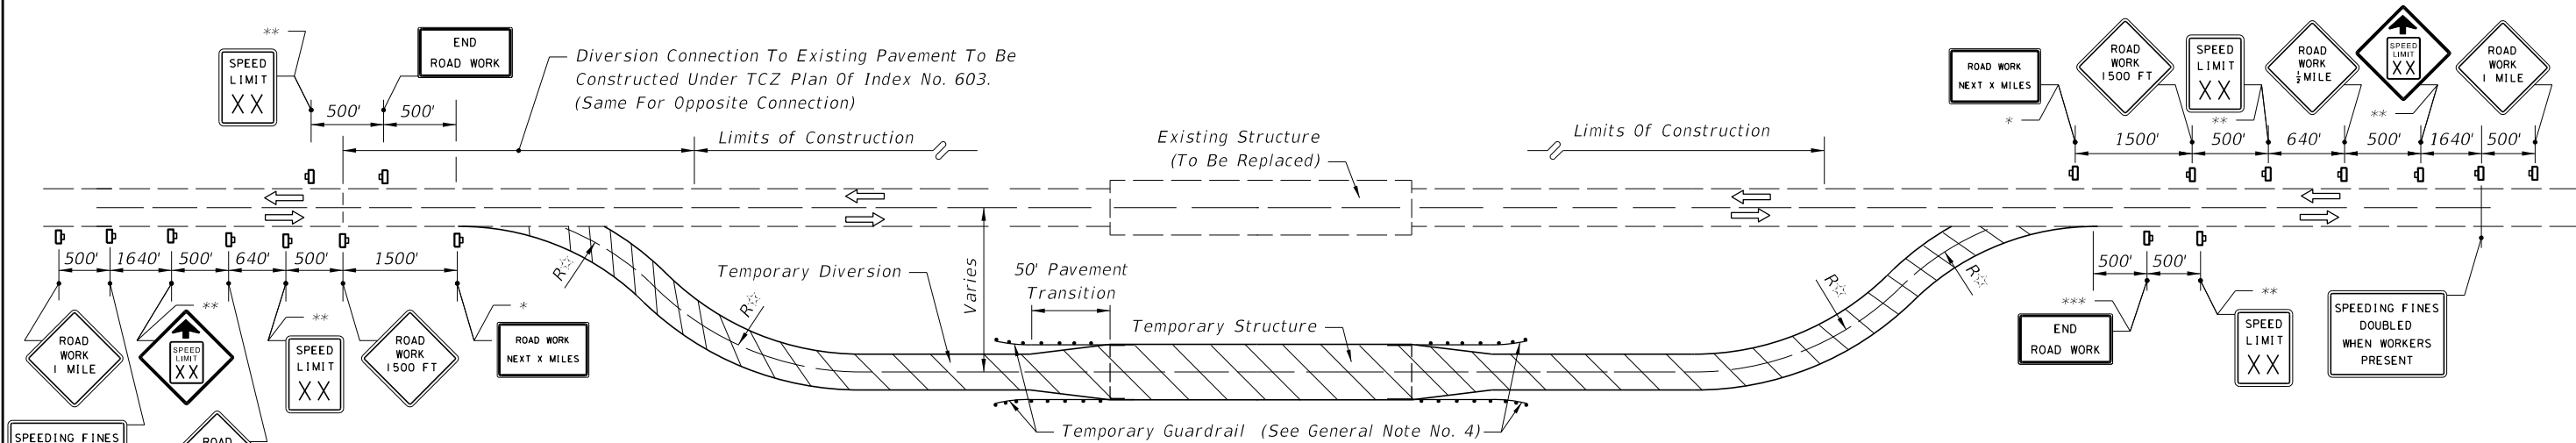 **
SPEED
LIMIT
XX
END
ROAD WORK
500'
500'
Diversion Connection To Existing Pavement To Be
Constructed Under TCZ Plan Of Index No. 603.
(Same For Opposite Connection)
Limits of Construction
Existing Structure
(To Be Replaced)
Limits Of Construction
ROAD WORK
NEXT X MILES
*
ROAD
WORK
1500 FT
SPEED
LIMIT
XX
**
ROAD
WORK
½ MILE
SPEED
LIMIT
XX
**
ROAD
WORK
1 MILE
1500'
500'
640'
500'
1640'
500'
500'
1640'
500'
640'
500'
1500'
ROAD
WORK
1 MILE
**
SPEED
LIMIT
XX
**
SPEED
LIMIT
XX
ROAD
WORK
1500 FT
*
ROAD WORK
NEXT X MILES
SPEEDING FINES
ROAD
R☆
R☆
Temporary Diversion
Varies
50' Pavement
Transition
Temporary Structure
Temporary Guardrail (See General Note No. 4)
R☆
R☆
500'
500'
***
END
ROAD WORK
**
SPEED
LIMIT
XX
SPEEDING FINES
DOUBLED
WHEN WORKERS
PRESENT